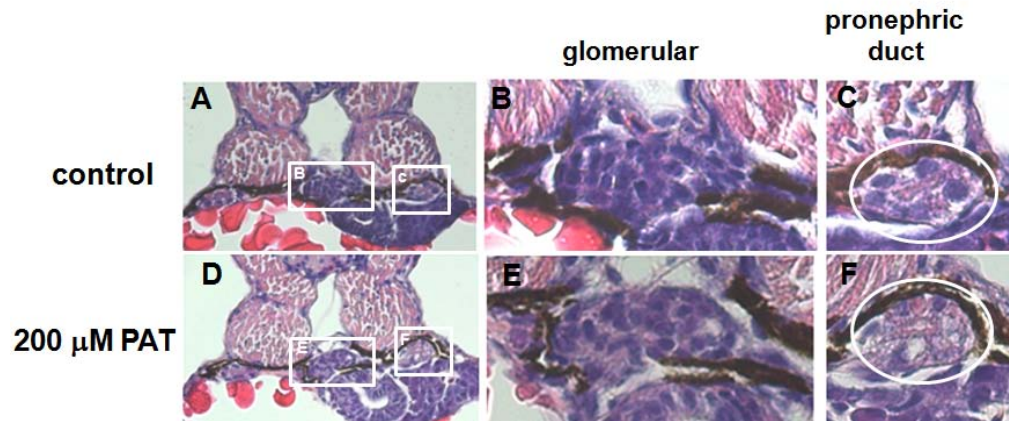 glomerular
pronephric
duct
control
A
B
C
B
C
200 μM PAT
D
E
F
E
F